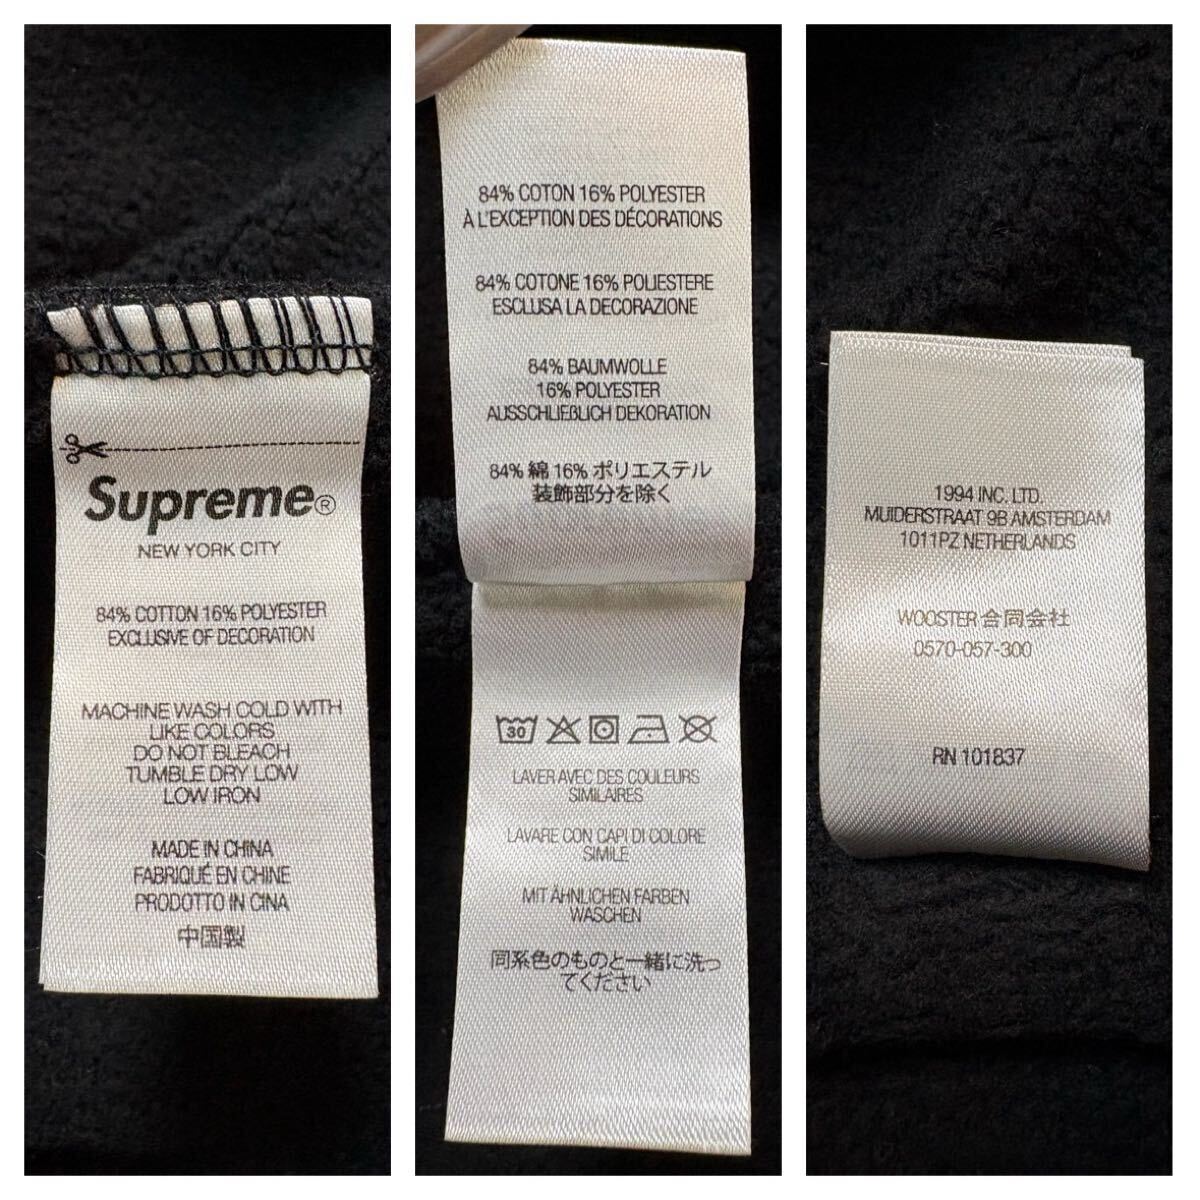 Supreme®
NEW YORK CITY
84% COTTON 16% POLYESTER
EXCLUSIVE OF DECORATION
MACHINE WASH COLD WITH
LIKE COLORS
DO NOT BLEACH
TUMBLE DRY LOW
LOW IRON
MADE IN CHINA
FABRIQUÉ EN CHINE
PRODOTTO IN CINA
中国製
84% COTON 16% POLYESTER
À L'EXCEPTION DES DÉCORATIONS
84% COTONE 16% POLIESTERE
ESCLUSA LA DECORAZIONE
84% BAUMWOLLE
16% POLYESTER
AUSSCHLIEßLICH DEKORATION
84% 綿 16% ポリエステル
装飾部分を除く
30
LAVER AVEC DES COULEURS
SIMILAIRES
LAVARE CON CAPI DI COLORE
SIMILE
MIT ÄHNLICHEN FARBEN
WASCHEN
同系色のものと一緒に洗っ
てください
1994 INC. LTD.
MUIDERSTRAAT 9B AMSTERDAM
1011PZ NETHERLANDS
WOOSTER 合同会社
0570-057-300
RN 101837